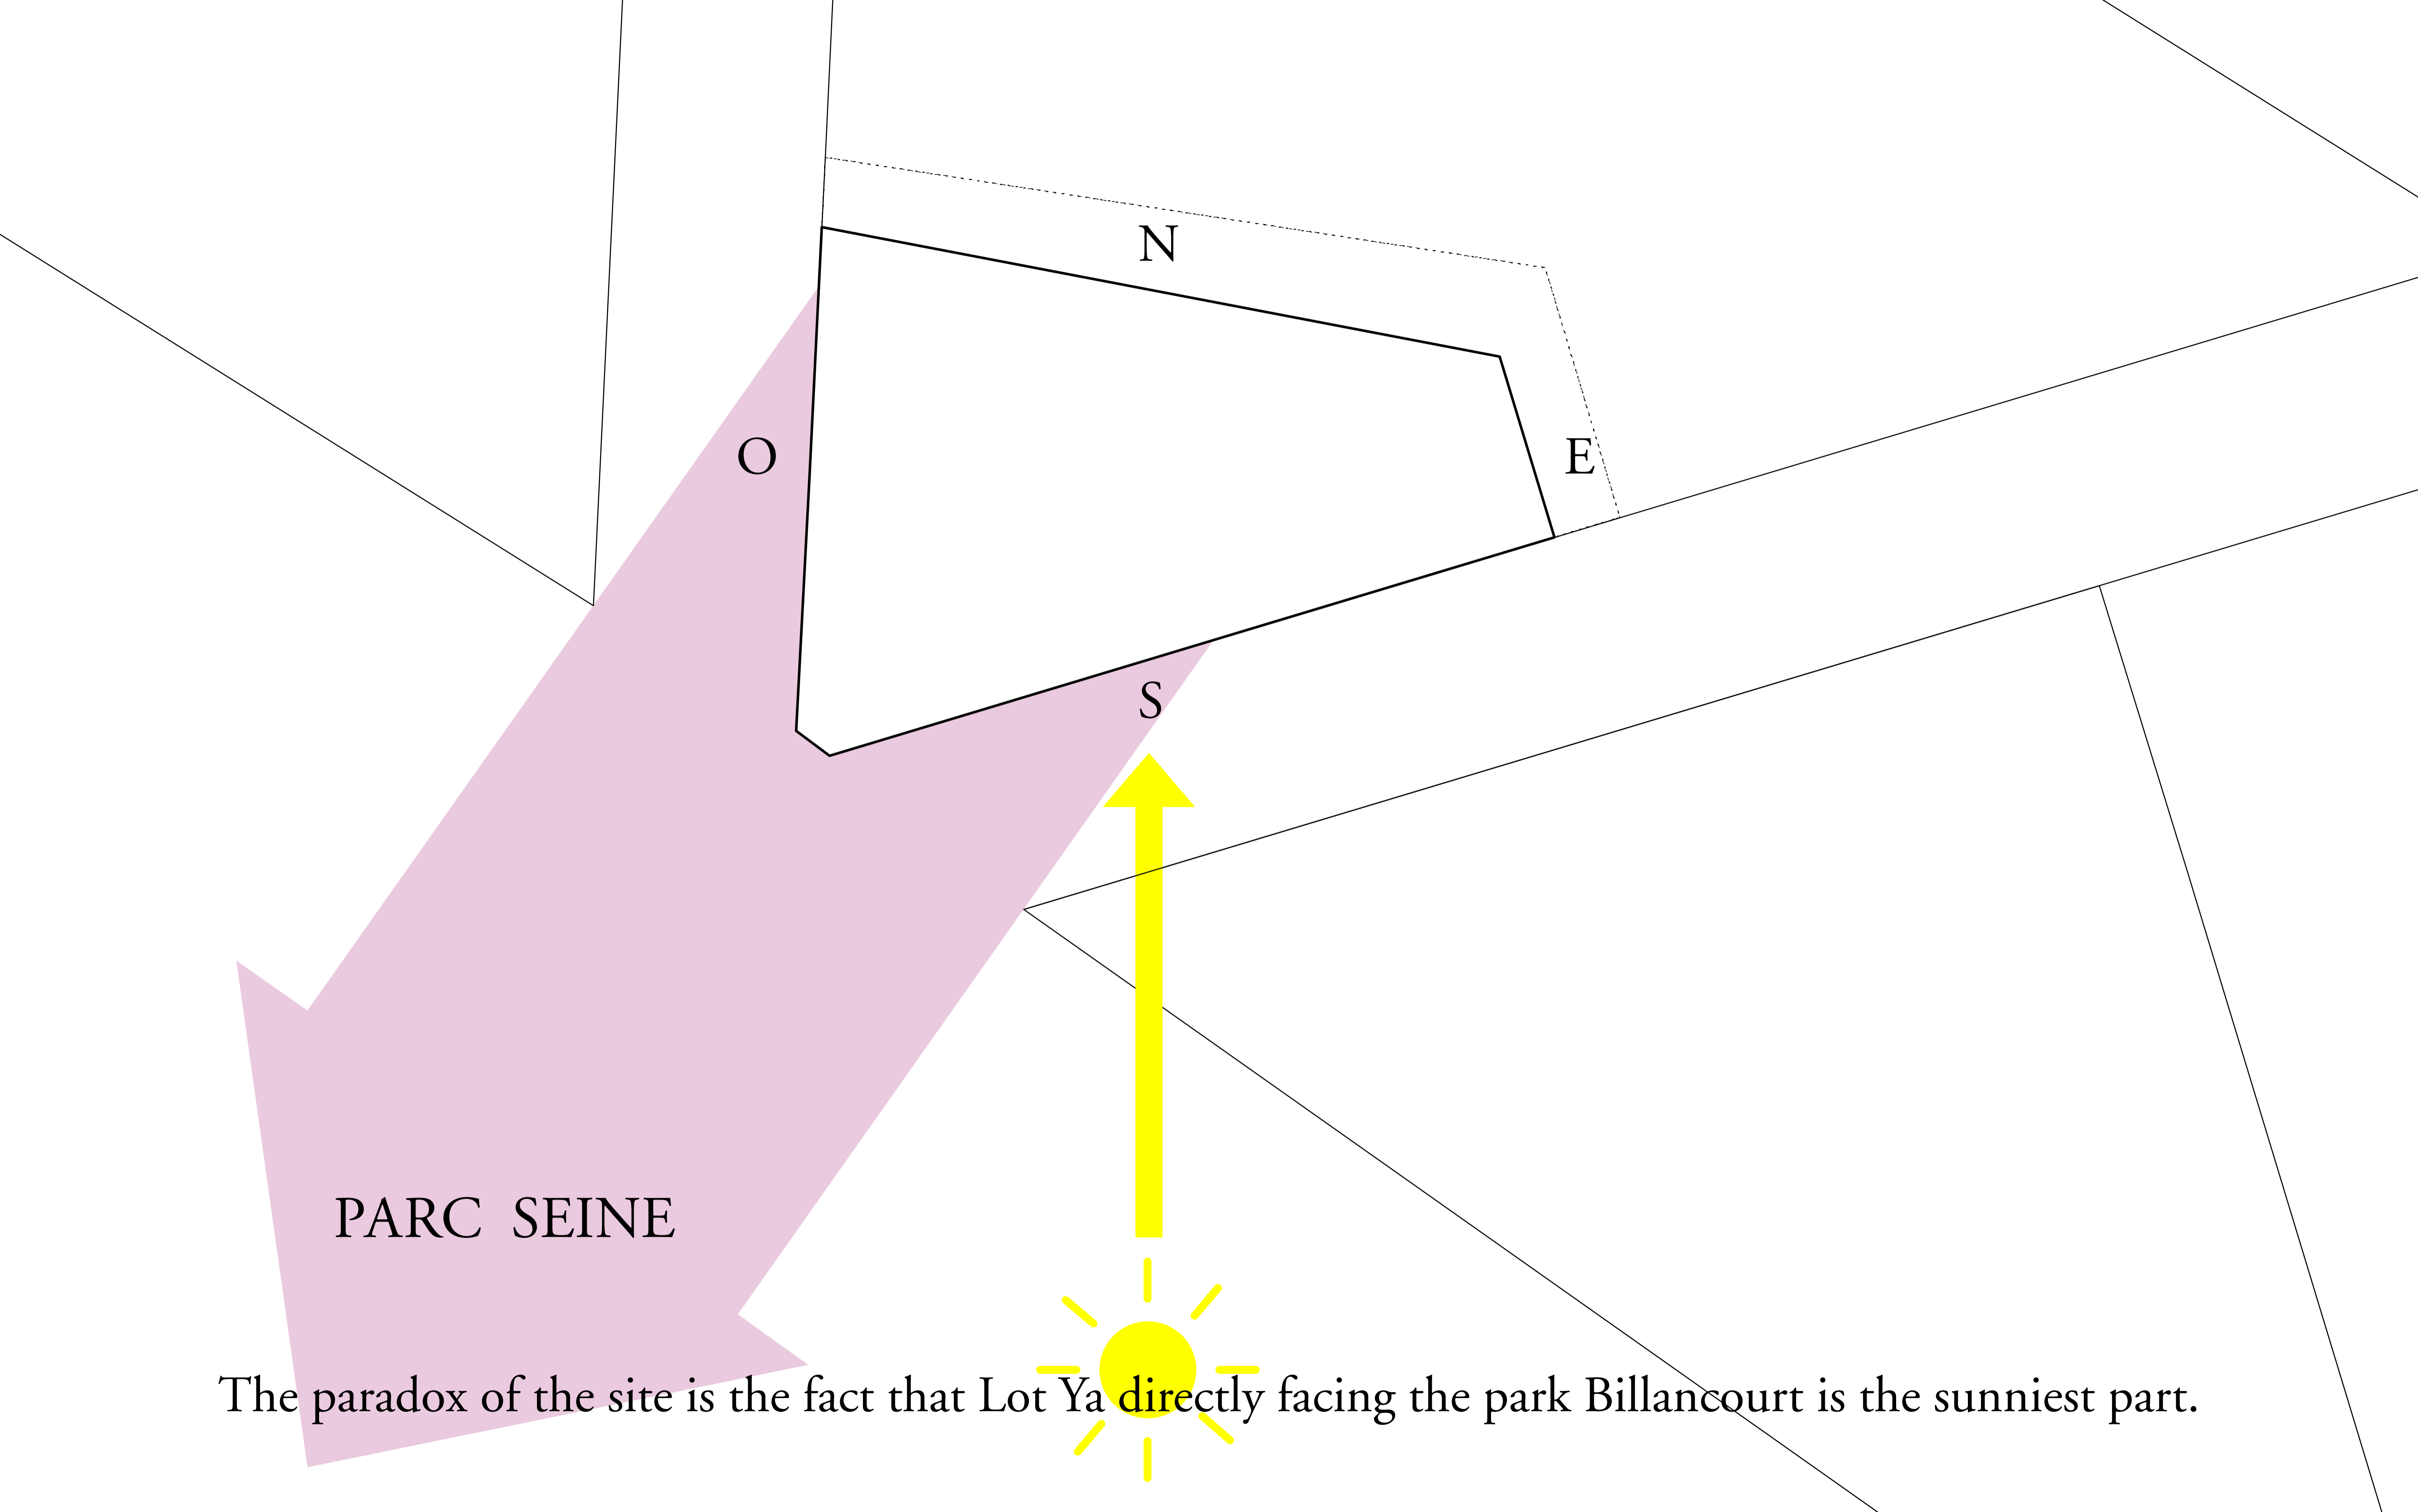 N
O
E
S
PARC SEINE
The paradox of the site is the fact that Lot Ya directly facing the park Billancourt is the sunniest part.